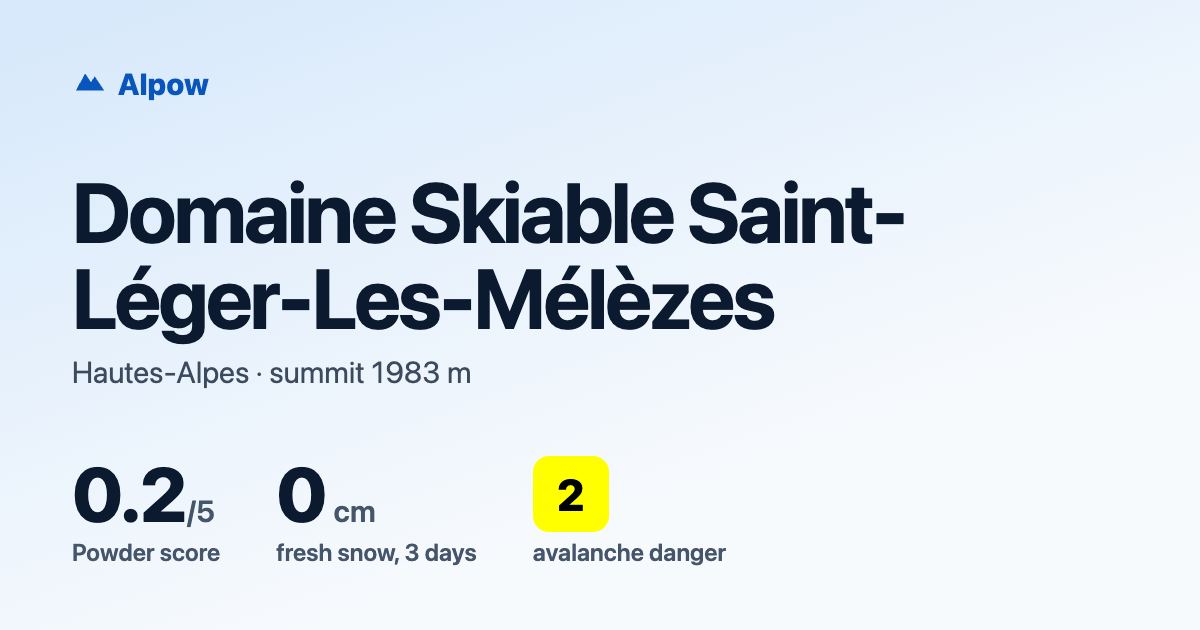 Alpow
Domaine Skiable Saint-
Léger-Les-Mélèzes
Hautes-Alpes · summit 1983 m
0.2/5
Powder score
0 cm
fresh snow, 3 days
2
avalanche danger